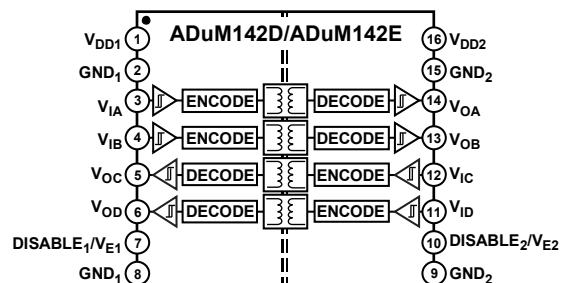 ADuM142D/ADuM142E
VDD1 1 16 VDD2
GND1 2 15 GND2
VIA 3 ENCODE DECODE 14 VOA
VIB 4 ENCODE DECODE 13 VOB
VOC 5 DECODE ENCODE 12 VIC
VOD 6 DECODE ENCODE 11 VID
DISABLE1/VE1 7 10 DISABLE2/VE2
GND1 8 9 GND2